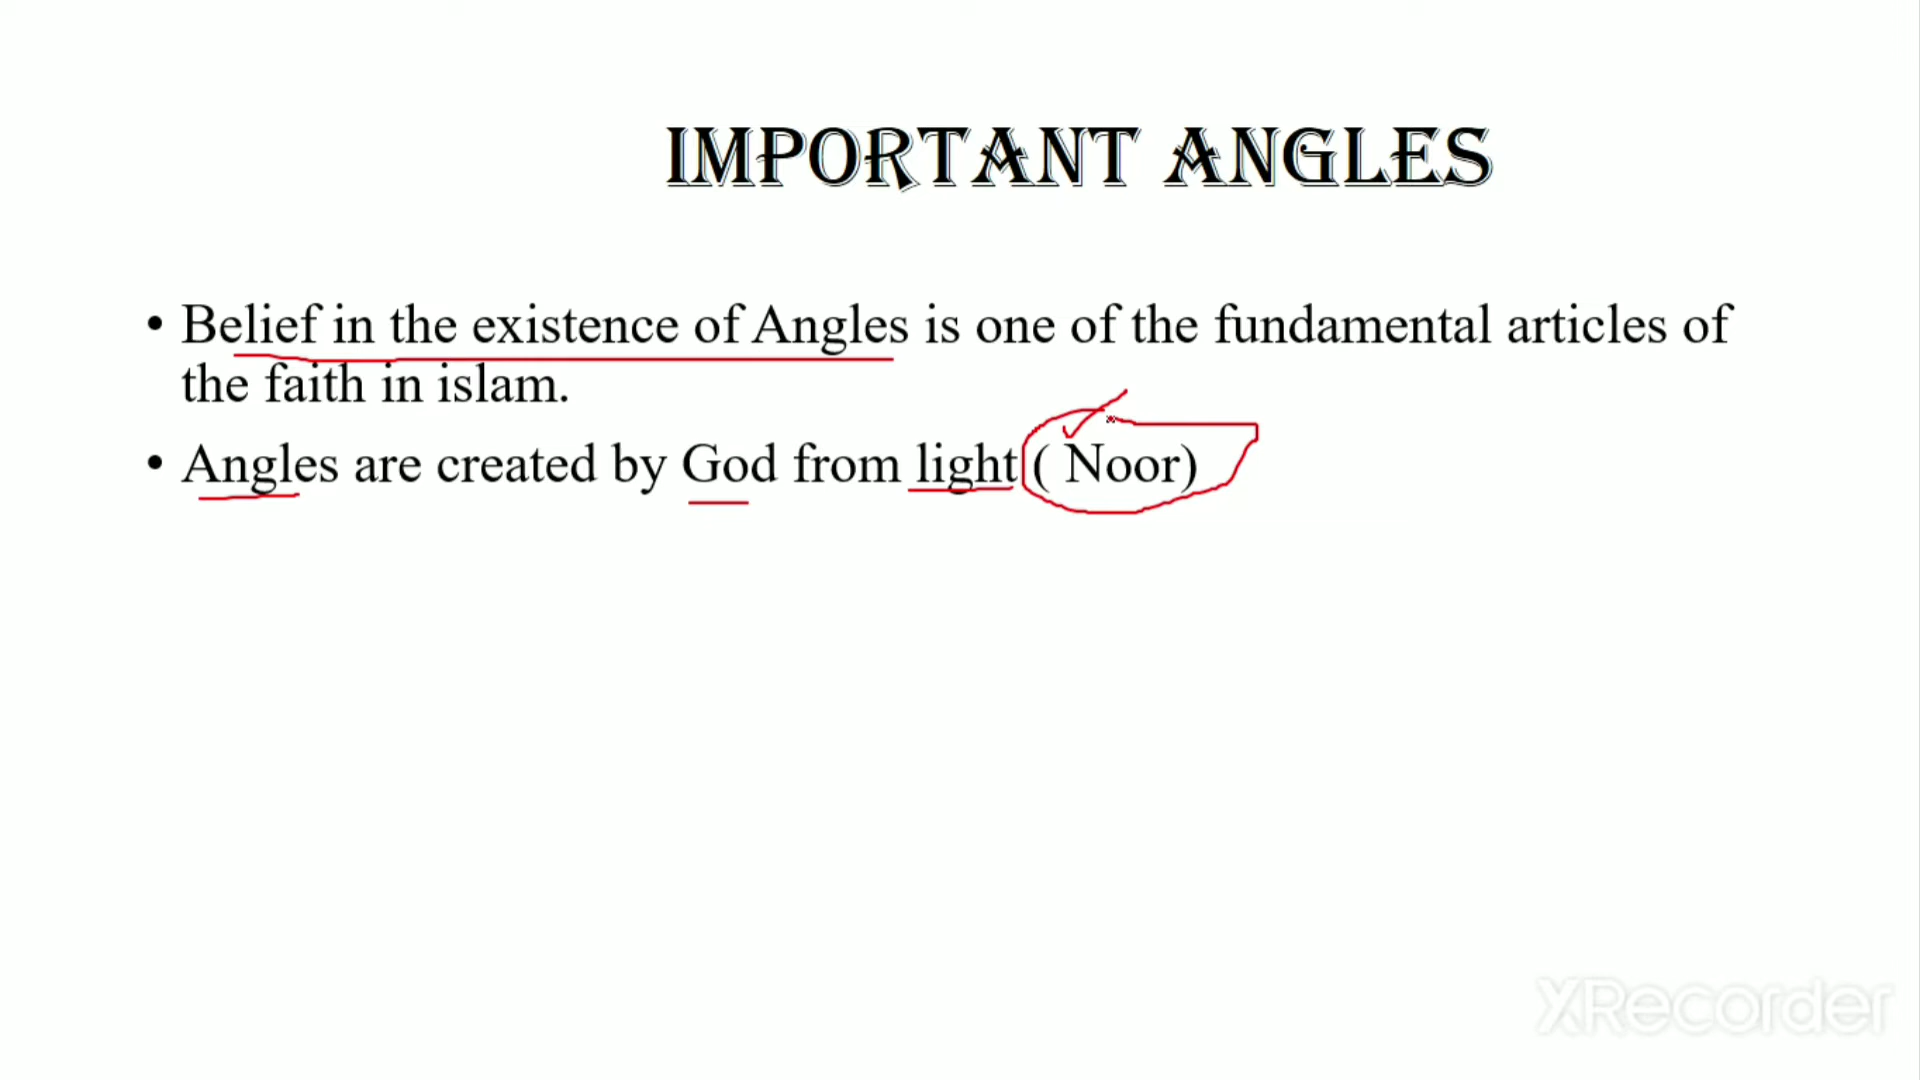 IMPORTANT ANGLES
• Belief in the existence of Angles is one of the fundamental articles of
the faith in islam.
• Angles are created by God from light ( Noor)
XRecorder